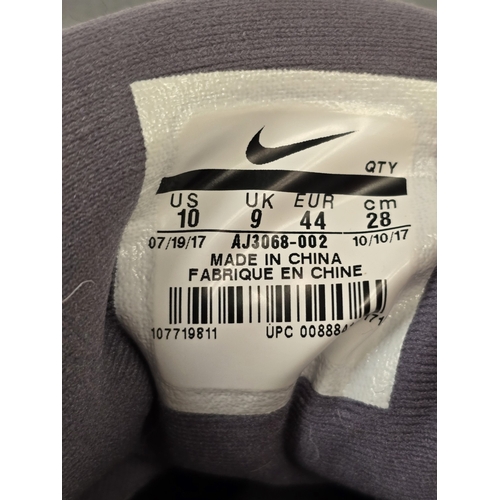 QTY
US UK EUR cm
10 9 44 28
07/19/17 AJ3068-002 10/10/17
MADE IN CHINA
FABRIQUE EN CHINE
107719811 UPC